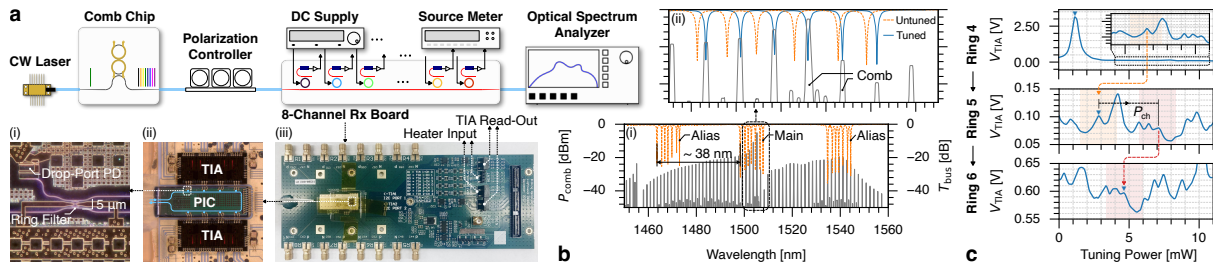 a
Comb Chip
Polarization
Controller
CW Laser
DC Supply
Source Meter
Optical Spectrum
Analyzer
...
...
...
8-Channel Rx Board
Heater Input
TIA Read-Out
(i)
Drop-Port PD
Ring Filter
5 μm
(ii)
TIA
PIC
TIA
(iii)
b
(ii)
Untuned
Tuned
Comb
(i)
Alias
Main
Alias
~ 38 nm
P_comb [dBm]
0
−20
−40
T_bus [dB]
0
−20
−40
1460
1480
1500
1520
1540
1560
Wavelength [nm]
c
Ring 4
Ring 5
Ring 6
V_TIA [V]
2.50
0.00
V_TIA [V]
0.15
0.10
0.05
P_ch
V_TIA [V]
0.65
0.60
0.55
0
5
10
Tuning Power [mW]